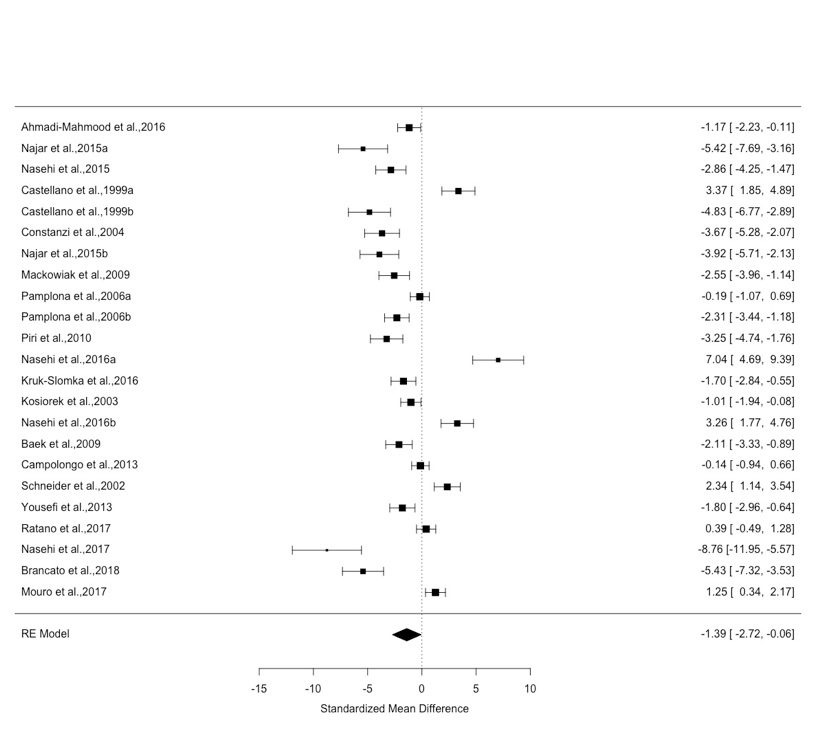 Ahmadi-Mahmood et al.,2016 -1.17 [ -2.23, -0.11]
Najar et al.,2015a -5.42 [ -7.69, -3.16]
Nasehi et al.,2015 -2.86 [ -4.25, -1.47]
Castellano et al.,1999a 3.37 [ 1.85, 4.89]
Castellano et al.,1999b -4.83 [ -6.77, -2.89]
Constanzi et al.,2004 -3.67 [ -5.28, -2.07]
Najar et al.,2015b -3.92 [ -5.71, -2.13]
Mackowiak et al.,2009 -2.55 [ -3.96, -1.14]
Pamplona et al.,2006a -0.19 [ -1.07, 0.69]
Pamplona et al.,2006b -2.31 [ -3.44, -1.18]
Piri et al.,2010 -3.25 [ -4.74, -1.76]
Nasehi et al.,2016a 7.04 [ 4.69, 9.39]
Kruk-Slomka et al.,2016 -1.70 [ -2.84, -0.55]
Kosiorek et al.,2003 -1.01 [ -1.94, -0.08]
Nasehi et al.,2016b 3.26 [ 1.77, 4.76]
Baek et al.,2009 -2.11 [ -3.33, -0.89]
Campolongo et al.,2013 -0.14 [ -0.94, 0.66]
Schneider et al.,2002 2.34 [ 1.14, 3.54]
Yousefi et al.,2013 -1.80 [ -2.96, -0.64]
Ratano et al.,2017 0.39 [ -0.49, 1.28]
Nasehi et al.,2017 -8.76 [-11.95, -5.57]
Brancato et al.,2018 -5.43 [ -7.32, -3.53]
Mouro et al.,2017 1.25 [ 0.34, 2.17]
RE Model -1.39 [ -2.72, -0.06]
-15 -10 -5 0 5 10
Standardized Mean Difference